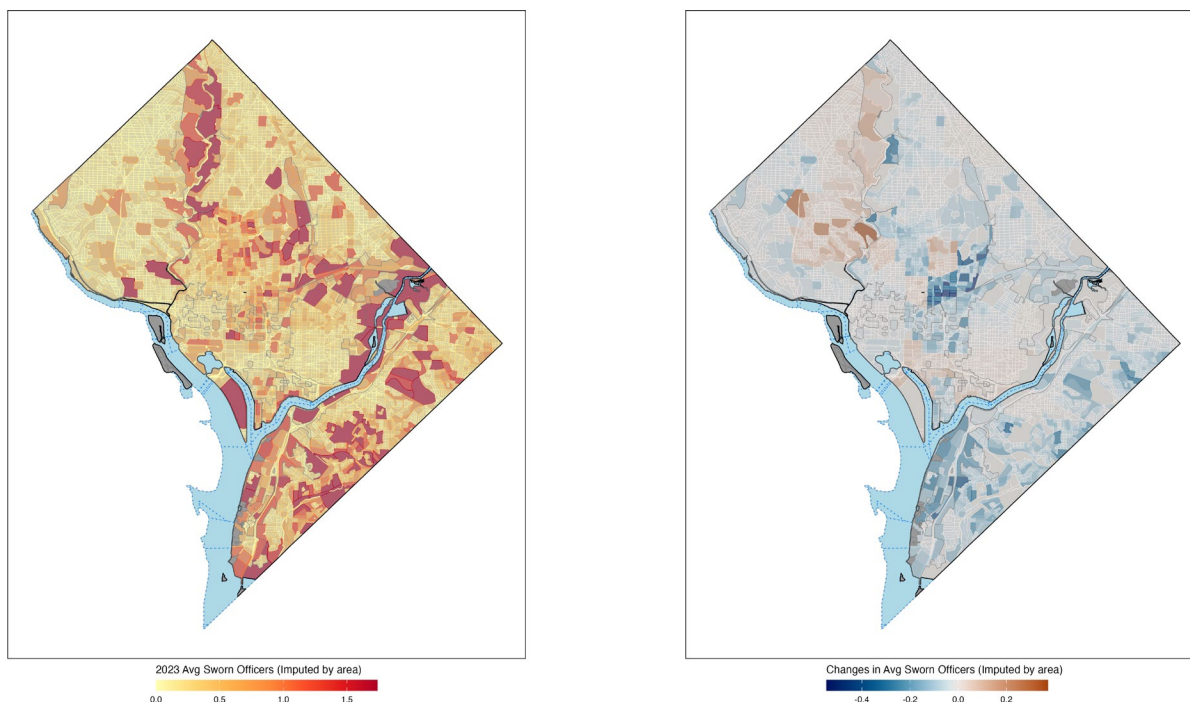 2023 Avg Sworn Officers (Imputed by area)
0.0 0.5 1.0 1.5
Changes in Avg Sworn Officers (Imputed by area)
-0.4 -0.2 0.0 0.2